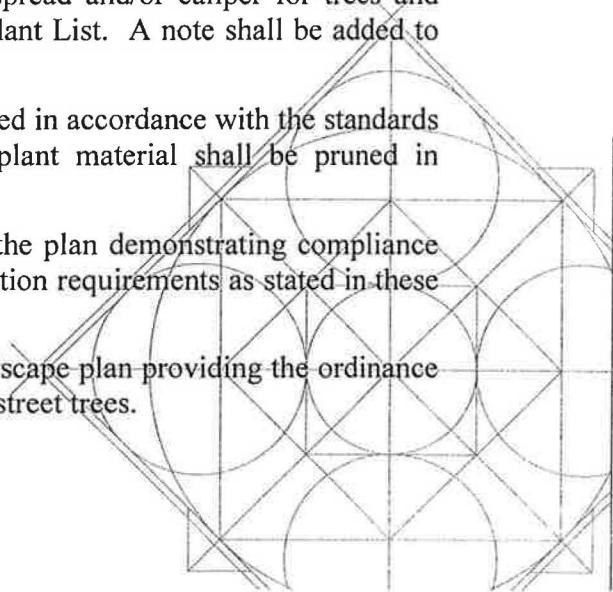 spread and/or caliper for trees and
Plant List. A note shall be added to
ed in accordance with the standards
plant material shall be pruned in
the plan demonstrating compliance
tion requirements as stated in these
scape plan providing the ordinance
street trees.